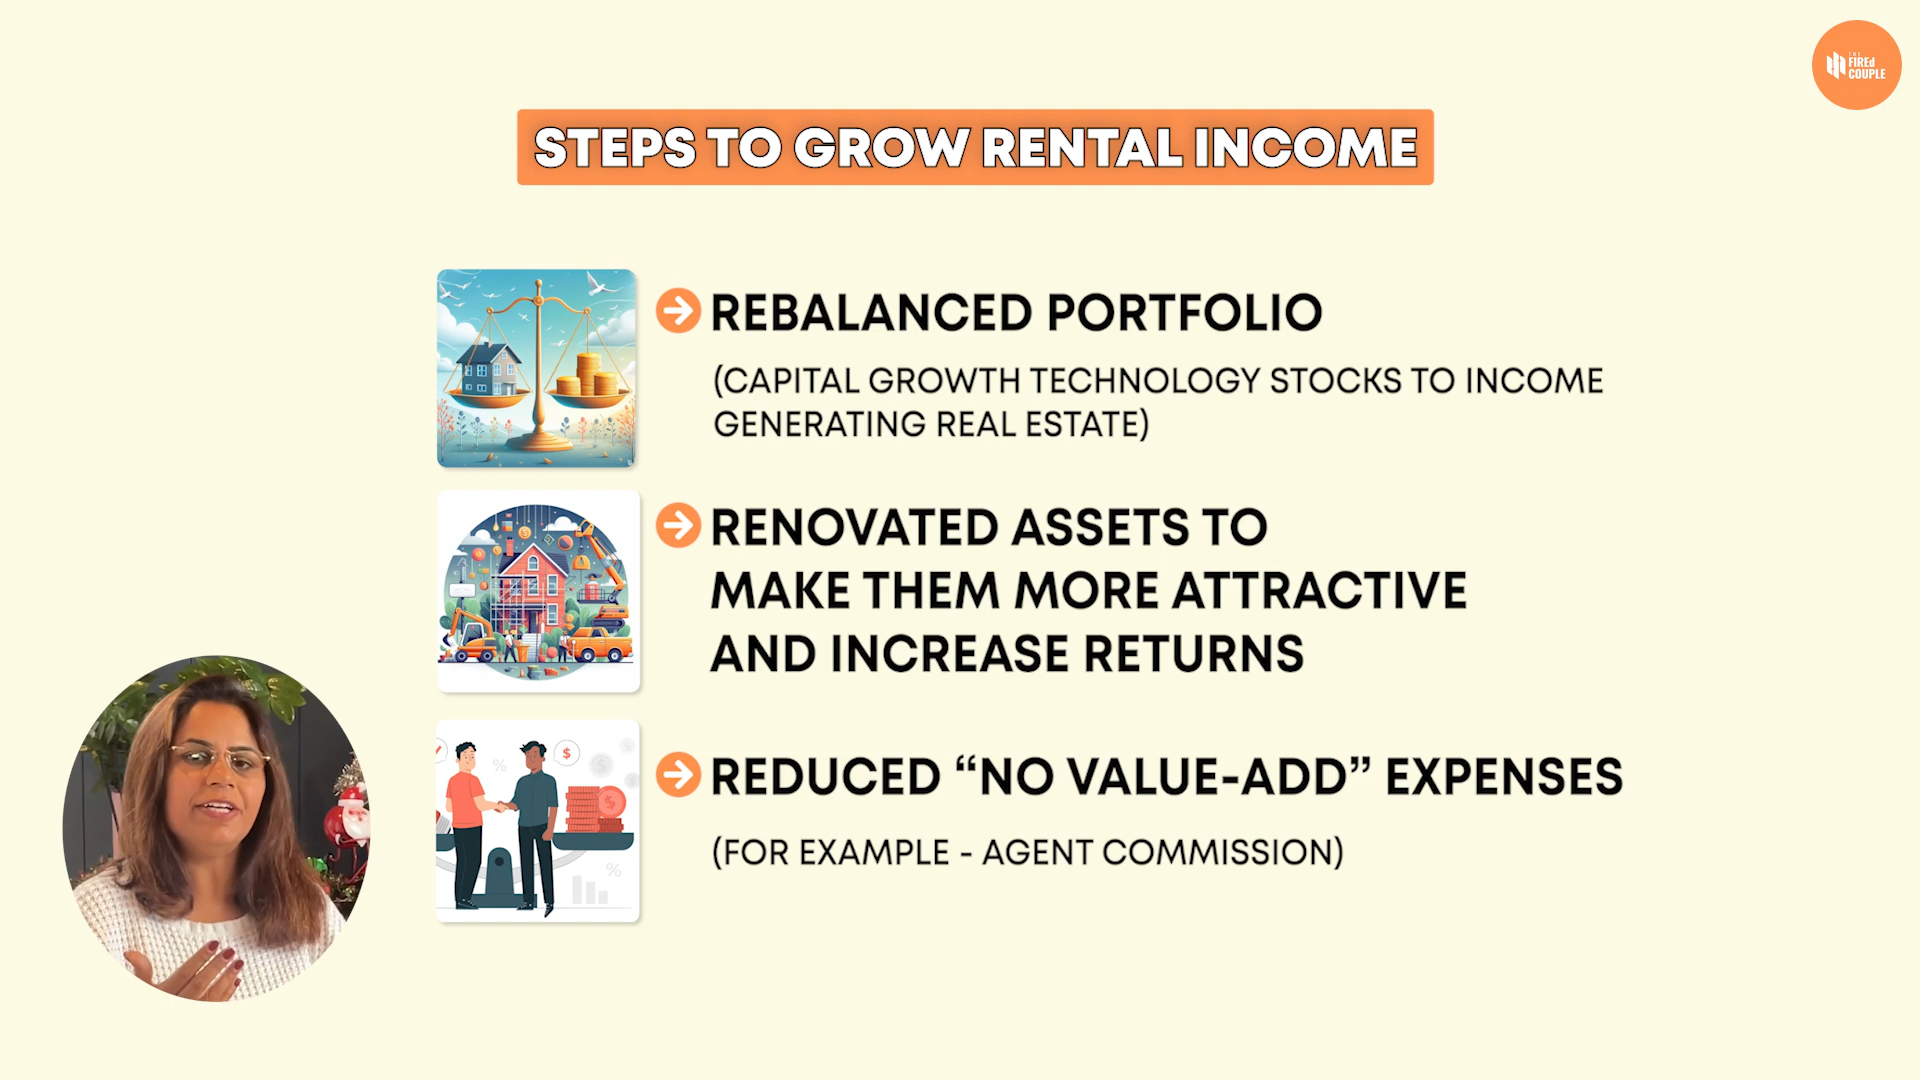 THE
FIREd
COUPLE
STEPS TO GROW RENTAL INCOME
REBALANCED PORTFOLIO
(CAPITAL GROWTH TECHNOLOGY STOCKS TO INCOME
GENERATING REAL ESTATE)
RENOVATED ASSETS TO
MAKE THEM MORE ATTRACTIVE
AND INCREASE RETURNS
REDUCED “NO VALUE-ADD” EXPENSES
(FOR EXAMPLE - AGENT COMMISSION)